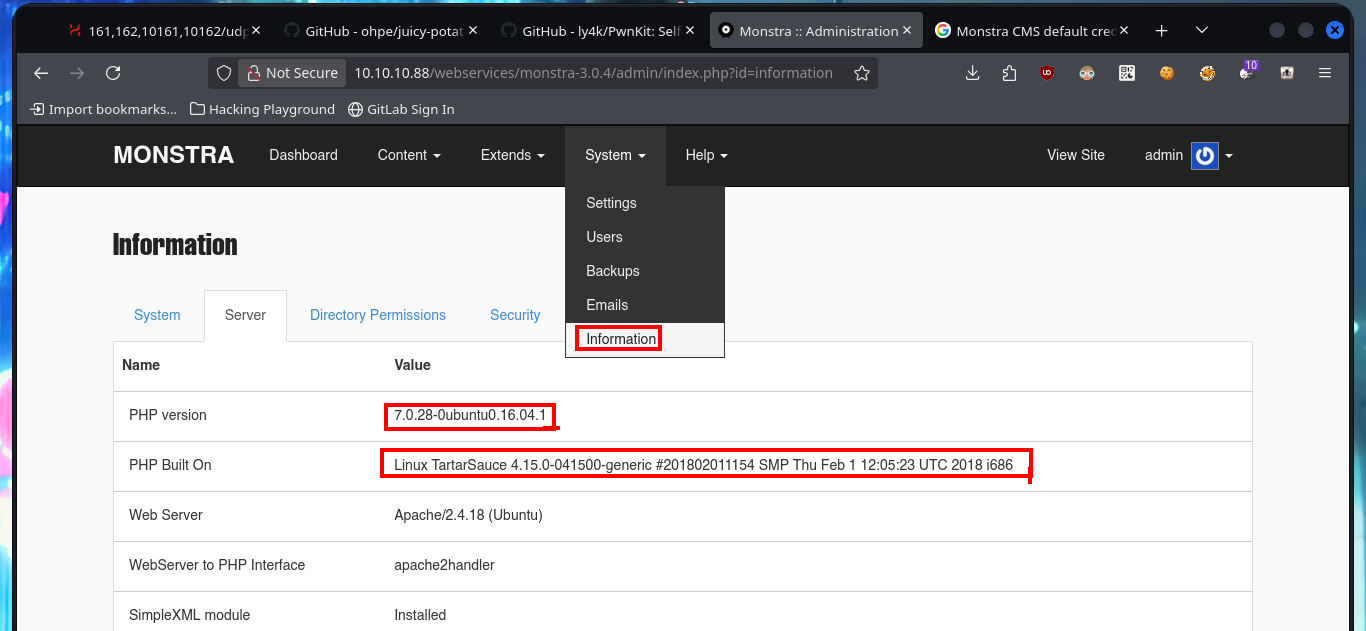 161,162,10161,10162/udp
GitHub - ohpe/juicy-potat
GitHub - ly4k/PwnKit: Self
Monstra :: Administration
Monstra CMS default cred
Not Secure
10.10.10.88/webservices/monstra-3.0.4/admin/index.php?id=information
10
Import bookmarks...
Hacking Playground
GitLab Sign In
MONSTRA
Dashboard
Content
Extends
System
Help
View Site
admin
Settings
Users
Backups
Emails
Information
Information
System
Server
Directory Permissions
Security
Name Value
PHP version 7.0.28-0ubuntu0.16.04.1
PHP Built On Linux TartarSauce 4.15.0-041500-generic #201802011154 SMP Thu Feb 1 12:05:23 UTC 2018 i686
Web Server Apache/2.4.18 (Ubuntu)
WebServer to PHP Interface apache2handler
SimpleXML module Installed